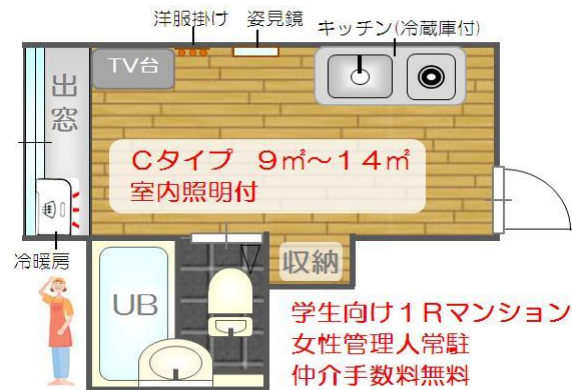 洋服掛け
姿見鏡
キッチン(冷蔵庫付)
TV台
出窓
Cタイプ 9㎡～14㎡
室内照明付
冷暖房
収納
UB
学生向け1Rマンション
女性管理人常駐
仲介手数料無料